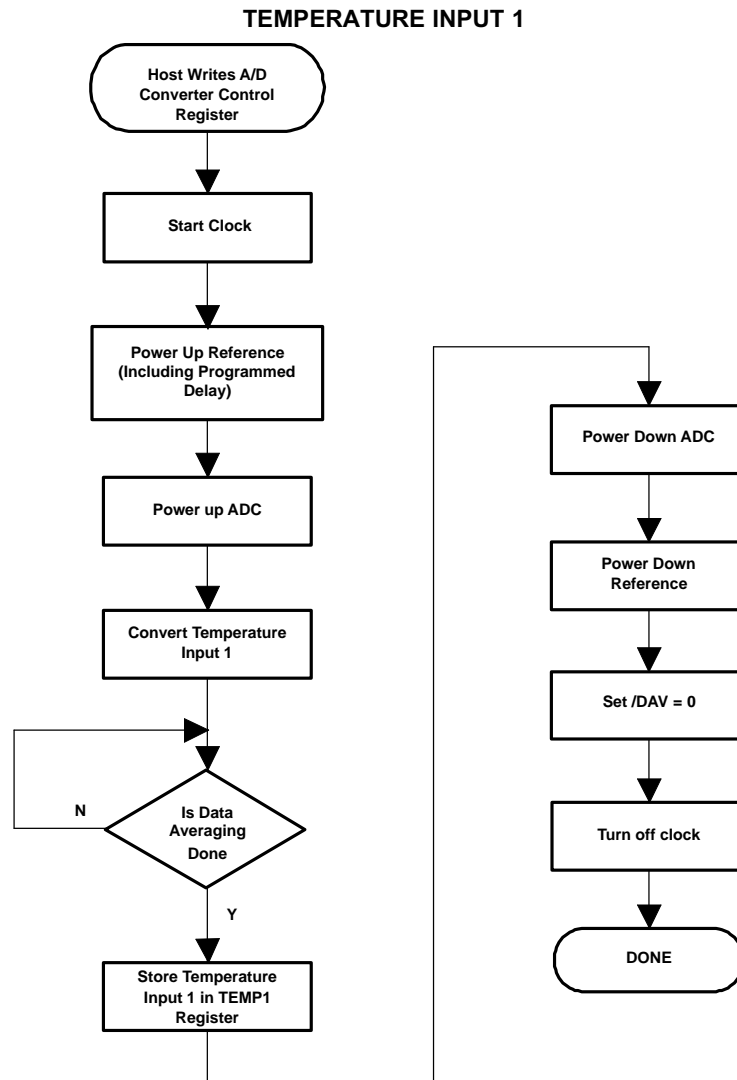 TEMPERATURE INPUT 1
Host Writes A/D
Converter Control
Register
Start Clock
Power Up Reference
(Including Programmed
Delay)
Power up ADC
Convert Temperature
Input 1
N
Is Data
Averaging
Done
Y
Store Temperature
Input 1 in TEMP1
Register
Power Down ADC
Power Down
Reference
Set /DAV = 0
Turn off clock
DONE